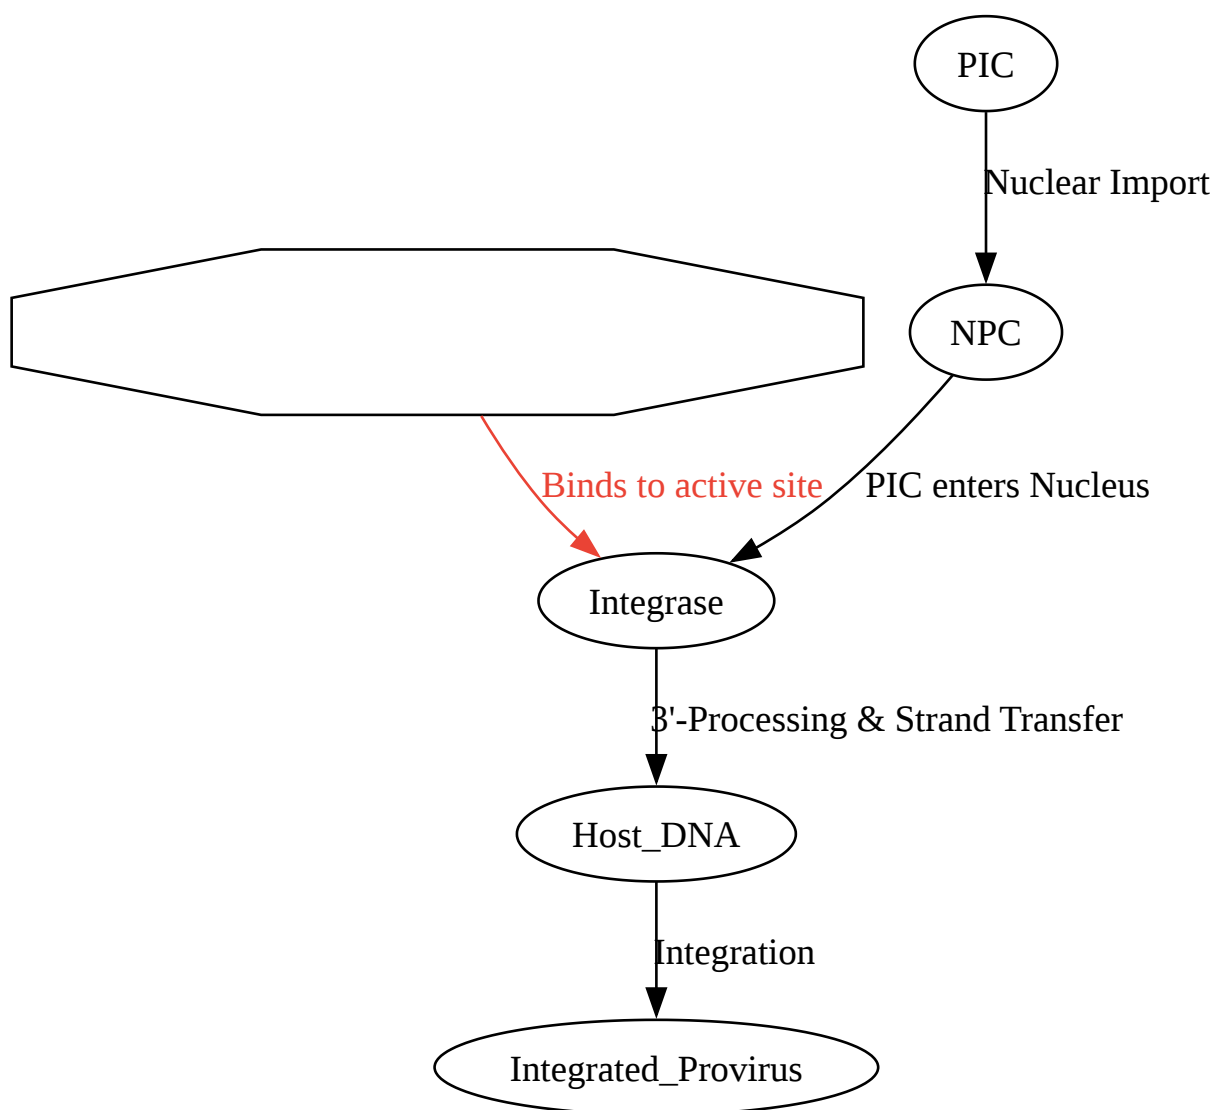 PIC
Nuclear Import
NPC
Binds to active site
PIC enters Nucleus
Integrase
3'-Processing & Strand Transfer
Host_DNA
Integration
Integrated_Provirus